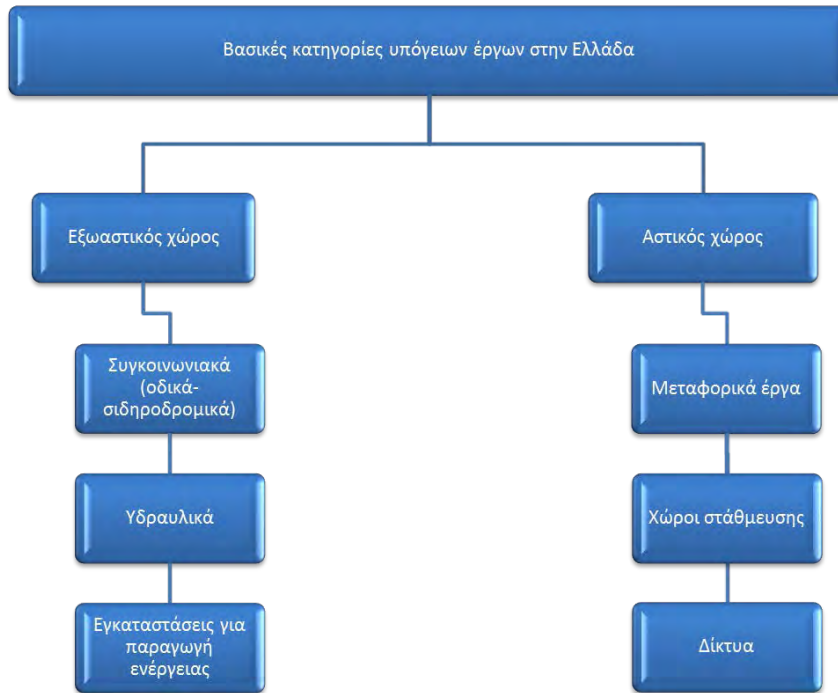 Βασικές κατηγορίες υπόγειων έργων στην Ελλάδα
Εξωαστικός χώρος
Αστικός χώρος
Συγκοινωνιακά
(οδικά-
σιδηροδρομικά)
Μεταφορικά έργα
Υδραυλικά
Χώροι στάθμευσης
Εγκαταστάσεις για
παραγωγή
ενέργειας
Δίκτυα